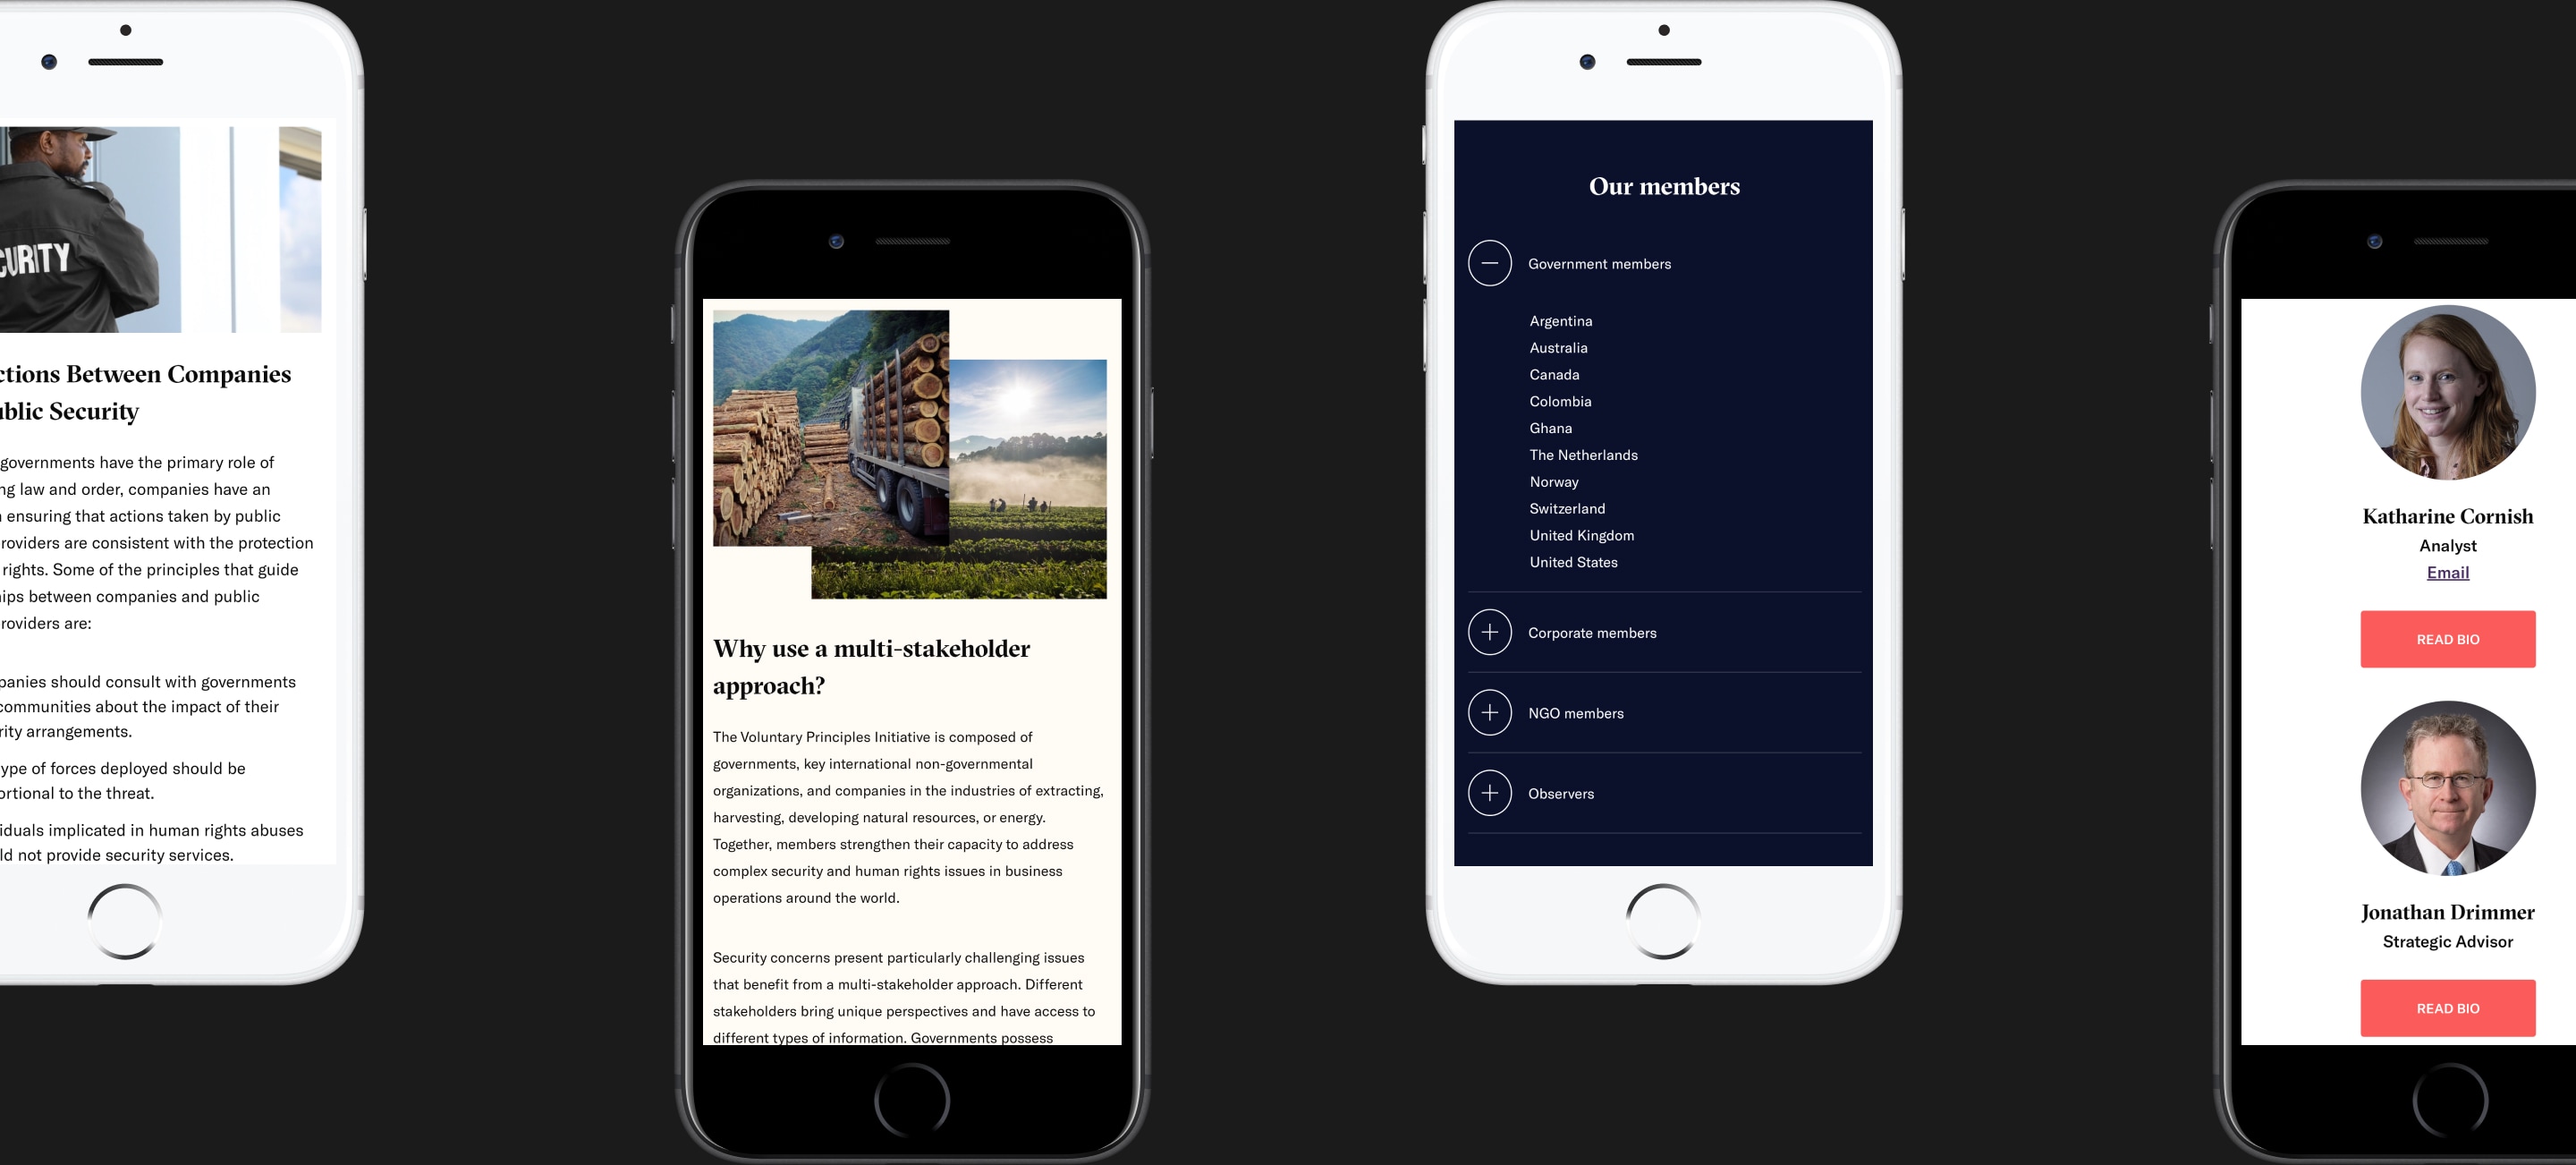 CURITY
ctions Between Companies
ublic Security
governments have the primary role of
ng law and order, companies have an
n ensuring that actions taken by public
roviders are consistent with the protection
rights. Some of the principles that guide
ips between companies and public
roviders are:
panies should consult with governments
communities about the impact of their
rity arrangements.
ype of forces deployed should be
ortional to the threat.
iduals implicated in human rights abuses
ld not provide security services.
Why use a multi-stakeholder
approach?
The Voluntary Principles Initiative is composed of
governments, key international non-governmental
organizations, and companies in the industries of extracting,
harvesting, developing natural resources, or energy.
Together, members strengthen their capacity to address
complex security and human rights issues in business
operations around the world.
Security concerns present particularly challenging issues
that benefit from a multi-stakeholder approach. Different
stakeholders bring unique perspectives and have access to
different types of information. Governments possess
Our members
Government members
Argentina
Australia
Canada
Colombia
Ghana
The Netherlands
Norway
Switzerland
United Kingdom
United States
Corporate members
NGO members
Observers
Katharine Cornish
Analyst
Email
READ BIO
Jonathan Drimmer
Strategic Advisor
READ BIO